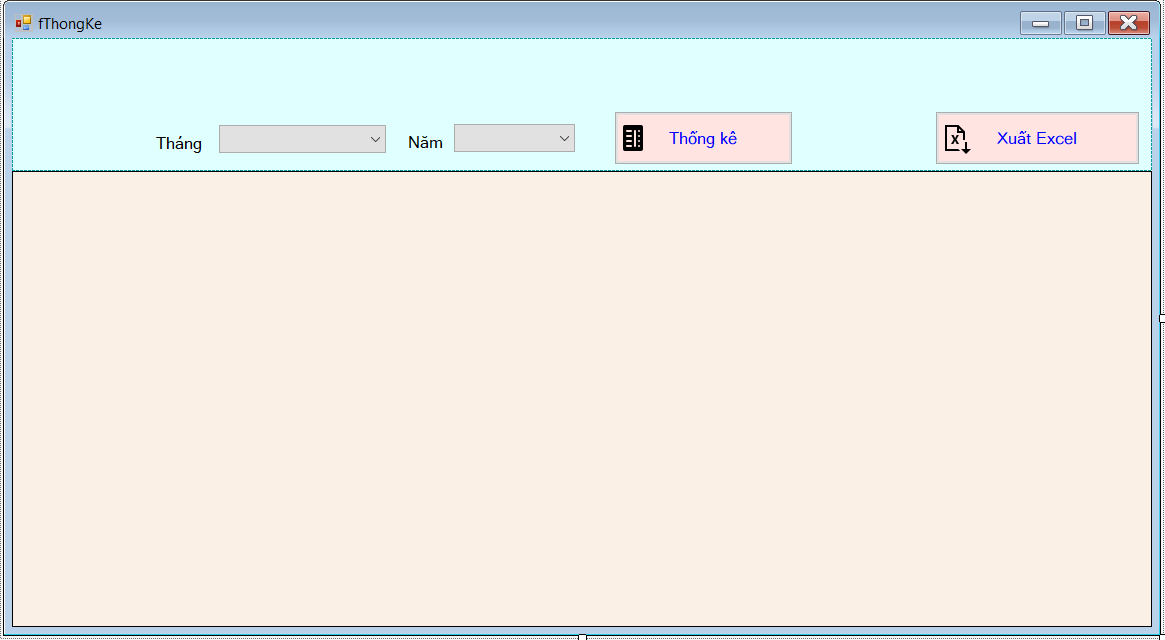 fThongKe
Tháng
Năm
Thống kê
Xuất Excel